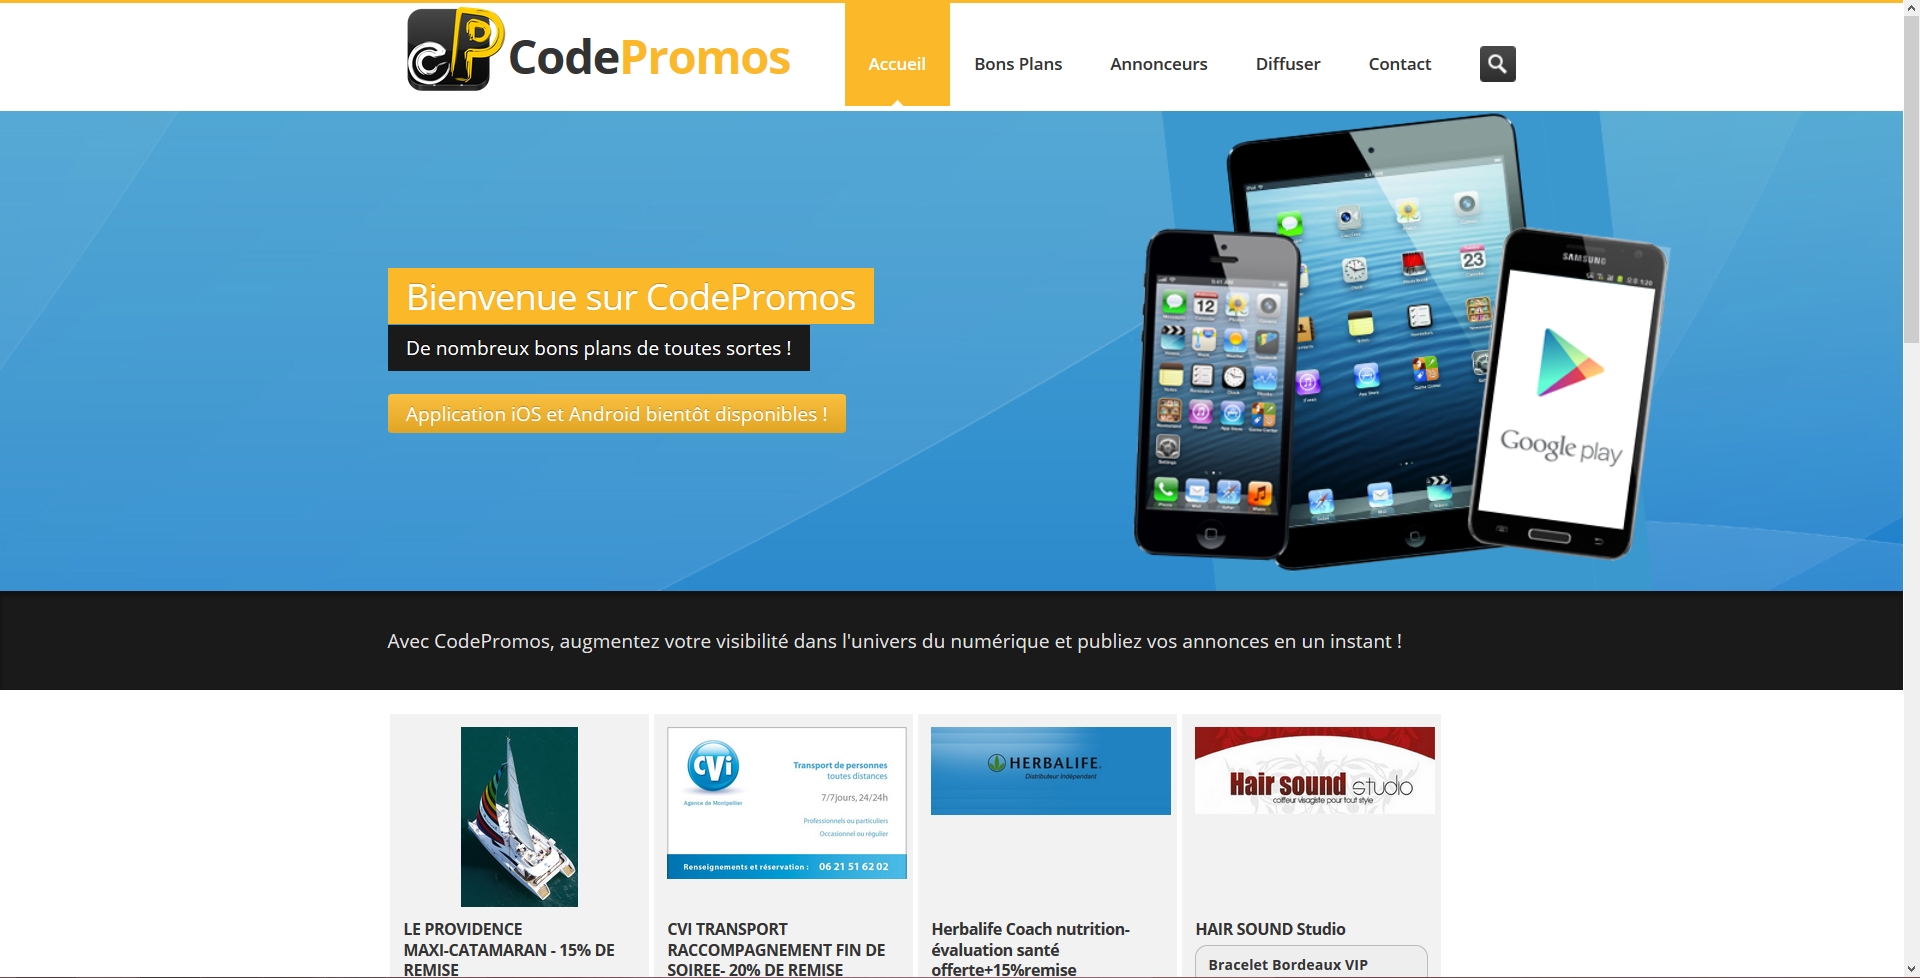 CP CodePromos
Accueil
Bons Plans
Annonceurs
Diffuser
Contact
Bienvenue sur CodePromos
De nombreux bons plans de toutes sortes !
Application iOS et Android bientôt disponibles !
SAMSUNG
Google play
12
23
Avec CodePromos, augmentez votre visibilité dans l'univers du numérique et publiez vos annonces en un instant !
LE PROVIDENCE
MAXI-CATAMARAN - 15% DE
REMISE
CVi
Agence de Montpellier
Transport de personnes
toutes distances
7/7jours, 24/24h
Professionnels ou particuliers
Occasionnel ou régulier
Renseignements et réservation : 06 21 51 62 02
CVI TRANSPORT
RACCOMPAGNEMENT FIN DE
SOIREE- 20% DE REMISE
HERBALIFE.
Distributeur Indépendant
Herbalife Coach nutrition-
évaluation santé
offerte+15%remise
Hair sound studio
coiffeur visagiste pour tout style
HAIR SOUND Studio
Bracelet Bordeaux VIP